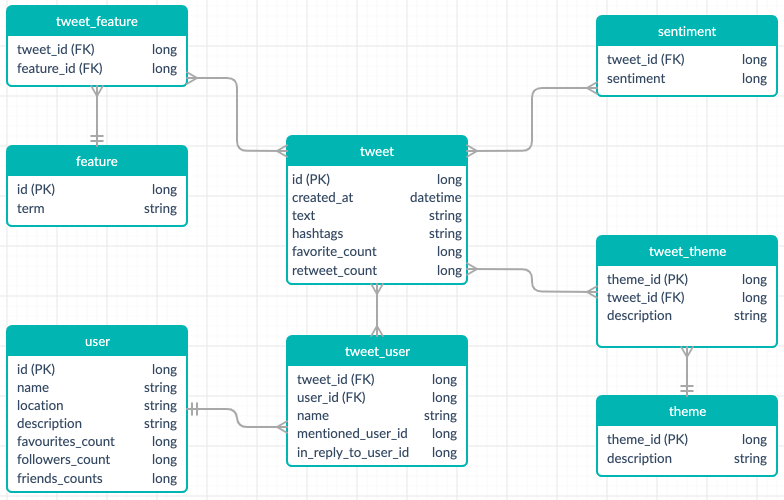 tweet_feature
tweet_id (FK) long
feature_id (FK) long
feature
id (PK) long
term string
user
id (PK) long
name string
location string
description string
favourites_count long
followers_count long
friends_counts long
tweet
id (PK) long
created_at datetime
text string
hashtags string
favorite_count long
retweet_count long
tweet_user
tweet_id (FK) long
user_id (FK) long
name string
mentioned_user_id long
in_reply_to_user_id long
sentiment
tweet_id (FK) long
sentiment long
tweet_theme
theme_id (PK) long
tweet_id (FK) long
description string
theme
theme_id (PK) long
description string